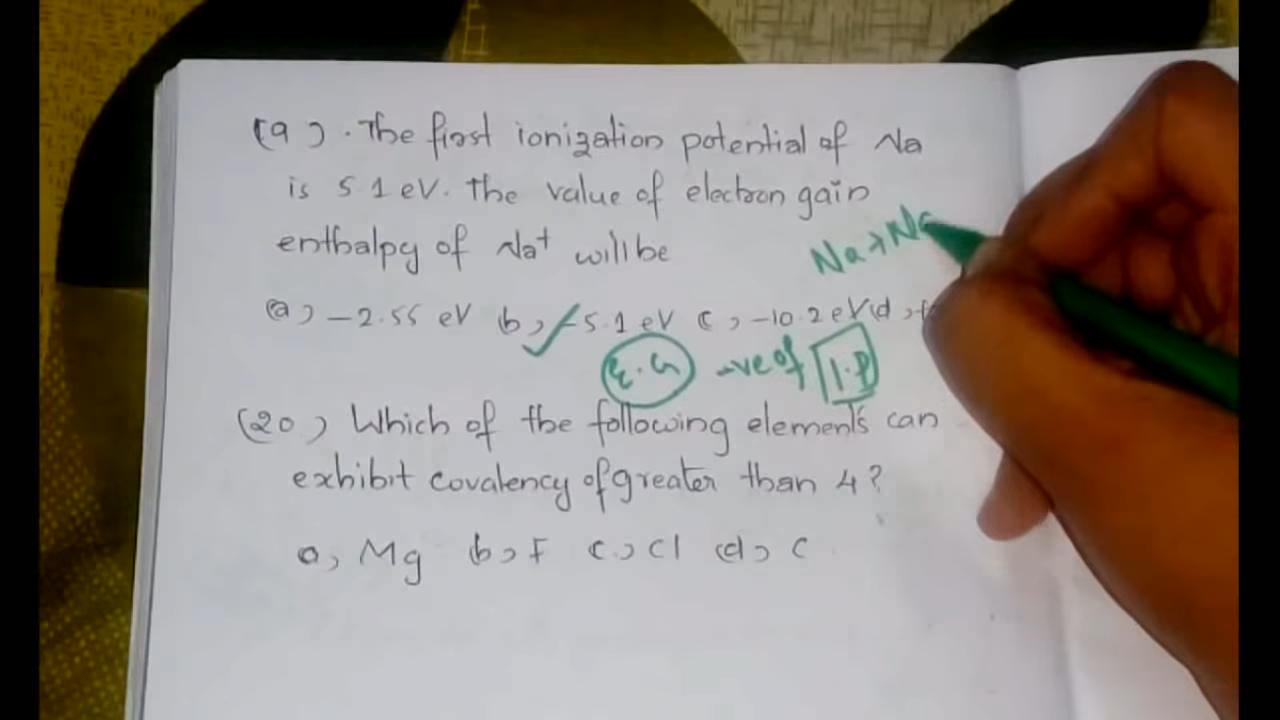 (9). The first ionization potential of Na
is 5.1 eV. The value of electron gain
enthalpy of Na+ will be
Na → Na
(a) -2.55 eV (b) -5.1 eV (c) -10.2 eV (d)
E.G -ve of I.P
(20) Which of the following elements can
exhibit covalency of greater than 4?
a) Mg (b) F (c) Cl (d) C